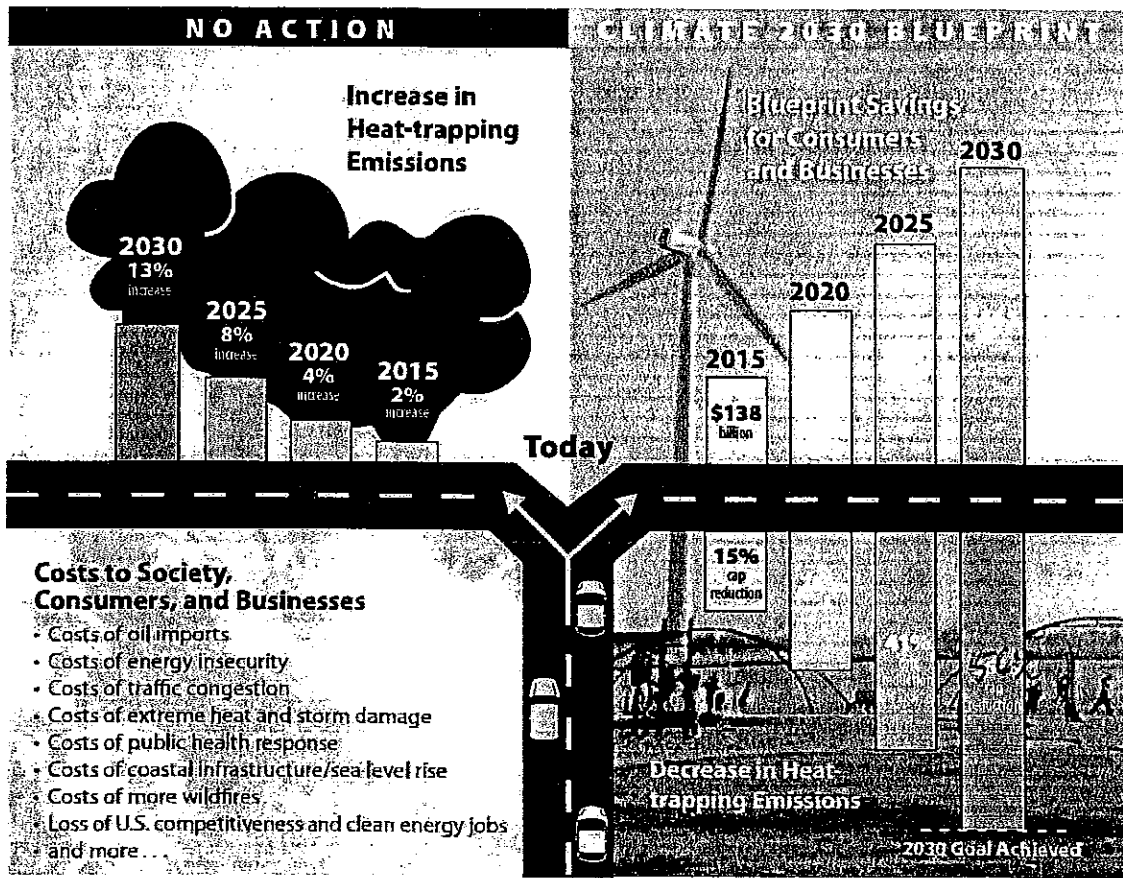 NO ACTION
CLIMATE 2030 BLUEPRINT
Increase in
Heat-trapping
Emissions
2030
13%
increase
2025
8%
increase
2020
4%
increase
2015
2%
increase
Blueprint Savings
for Consumers
and Businesses
2030
2025
2020
2015
$138
billion
Today
Costs to Society,
Consumers, and Businesses
• Costs of oil imports
• Costs of energy insecurity
• Costs of traffic congestion
• Costs of extreme heat and storm damage
• Costs of public health response
• Costs of coastal infrastructure/sea level rise
• Costs of more wildfires
• Loss of U.S. competitiveness and clean energy jobs
• and more...
15%
cap
reduction
Decrease in Heat-
trapping Emissions
2030 Goal Achieved